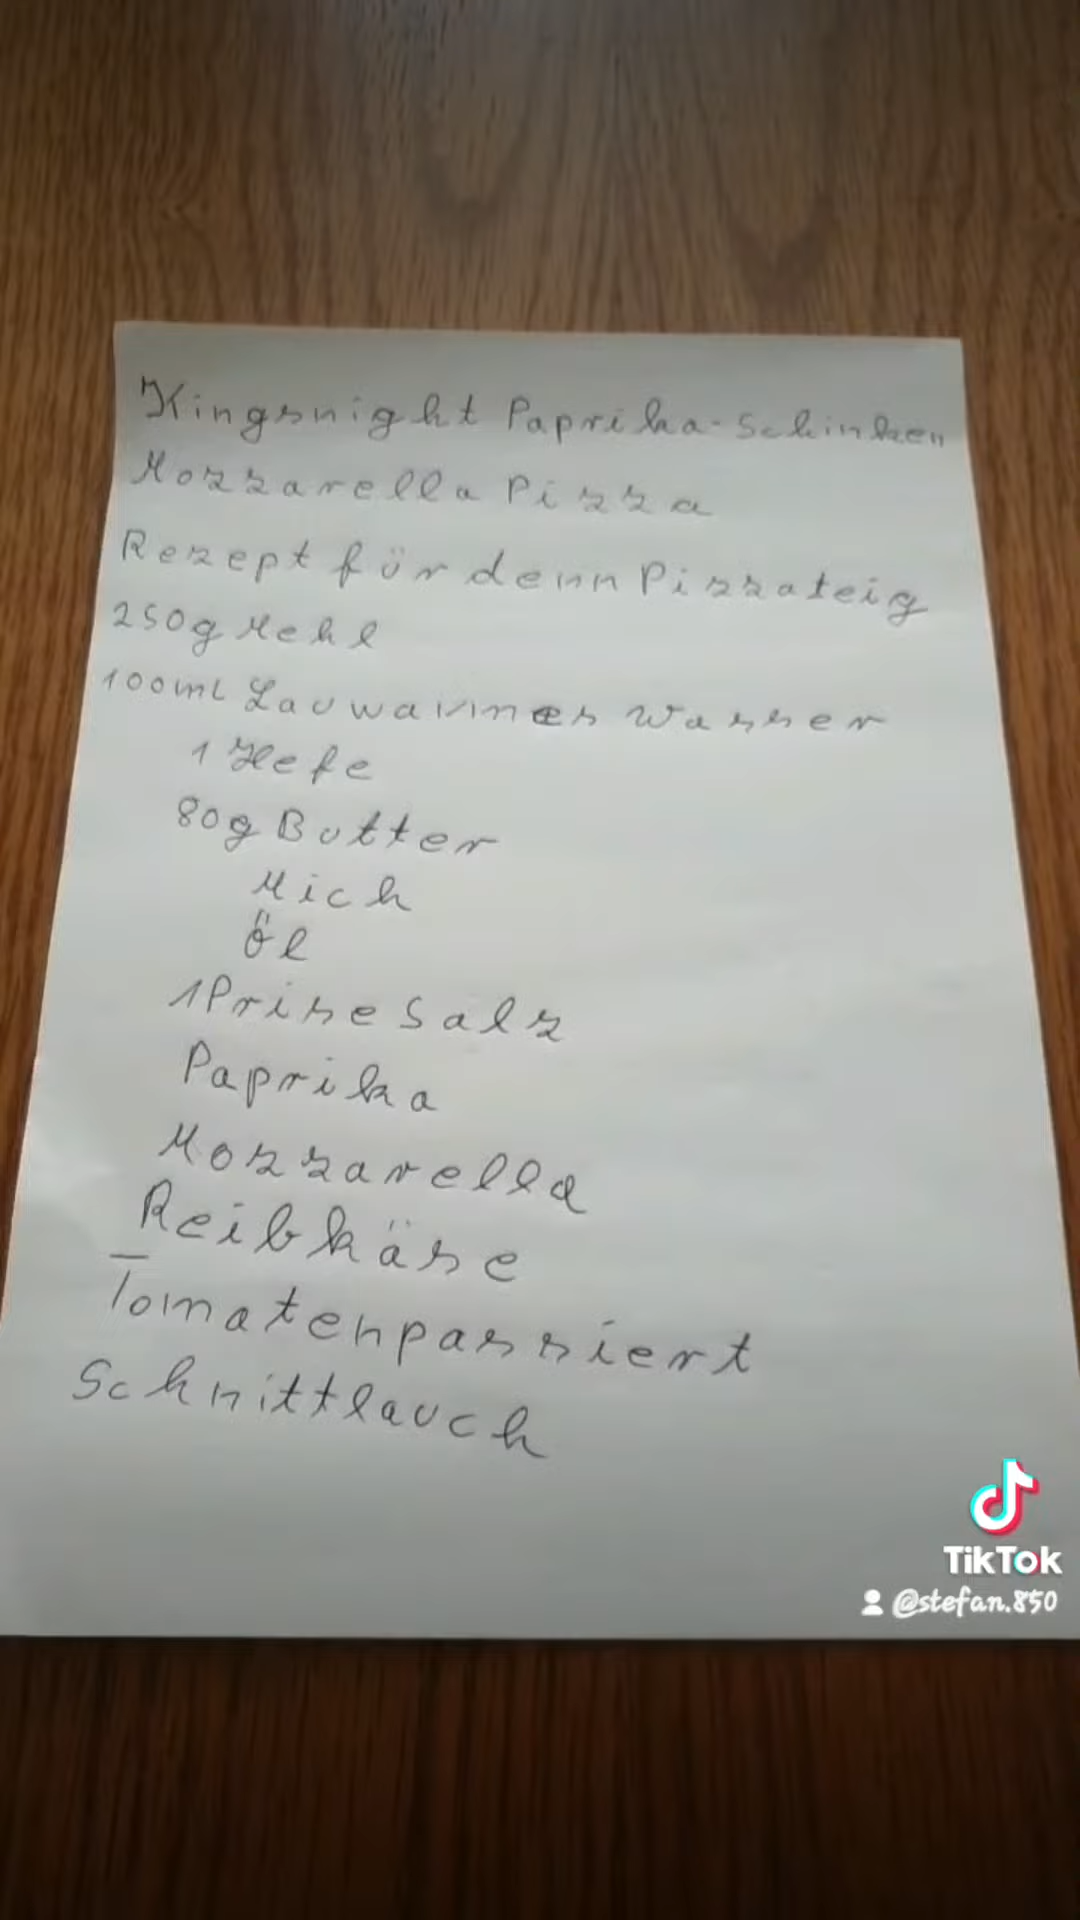 Kingsnight Paprika-Schinken
Mozzarella Pizza
Rezept für denn Pizzateig
250g Mehl
100ml Lauwarmes Wasser
1 Hefe
80g Butter
Mich
Öl
1 Prise Salz
Paprika
Mozzarella
Reibkäse
Tomatenpassiert
Schnittlauch
TikTok
@stefan.850